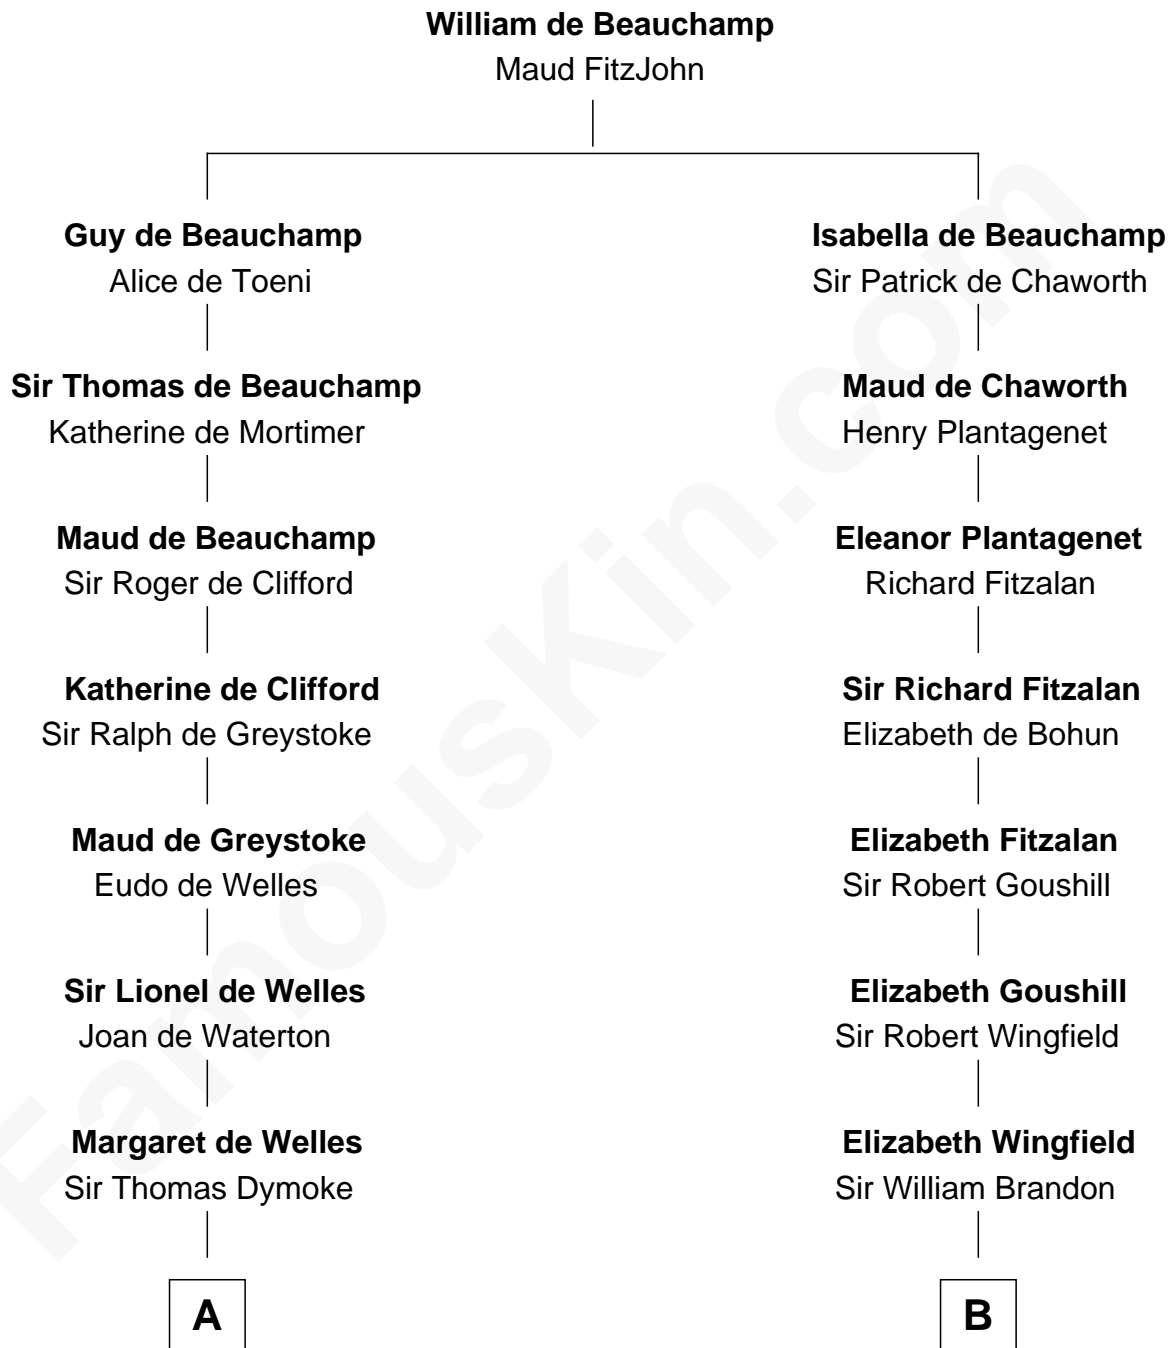 William de Beauchamp
Maud FitzJohn
Guy de Beauchamp
Alice de Toeni
Isabella de Beauchamp
Sir Patrick de Chaworth
Sir Thomas de Beauchamp
Katherine de Mortimer
Maud de Chaworth
Henry Plantagenet
Maud de Beauchamp
Sir Roger de Clifford
Eleanor Plantagenet
Richard Fitzalan
Katherine de Clifford
Sir Ralph de Greystoke
Sir Richard Fitzalan
Elizabeth de Bohun
Maud de Greystoke
Eudo de Welles
Elizabeth Fitzalan
Sir Robert Goushill
Sir Lionel de Welles
Joan de Waterton
Elizabeth Goushill
Sir Robert Wingfield
Margaret de Welles
Sir Thomas Dymoke
Elizabeth Wingfield
Sir William Brandon
A
B
FamousKin.com